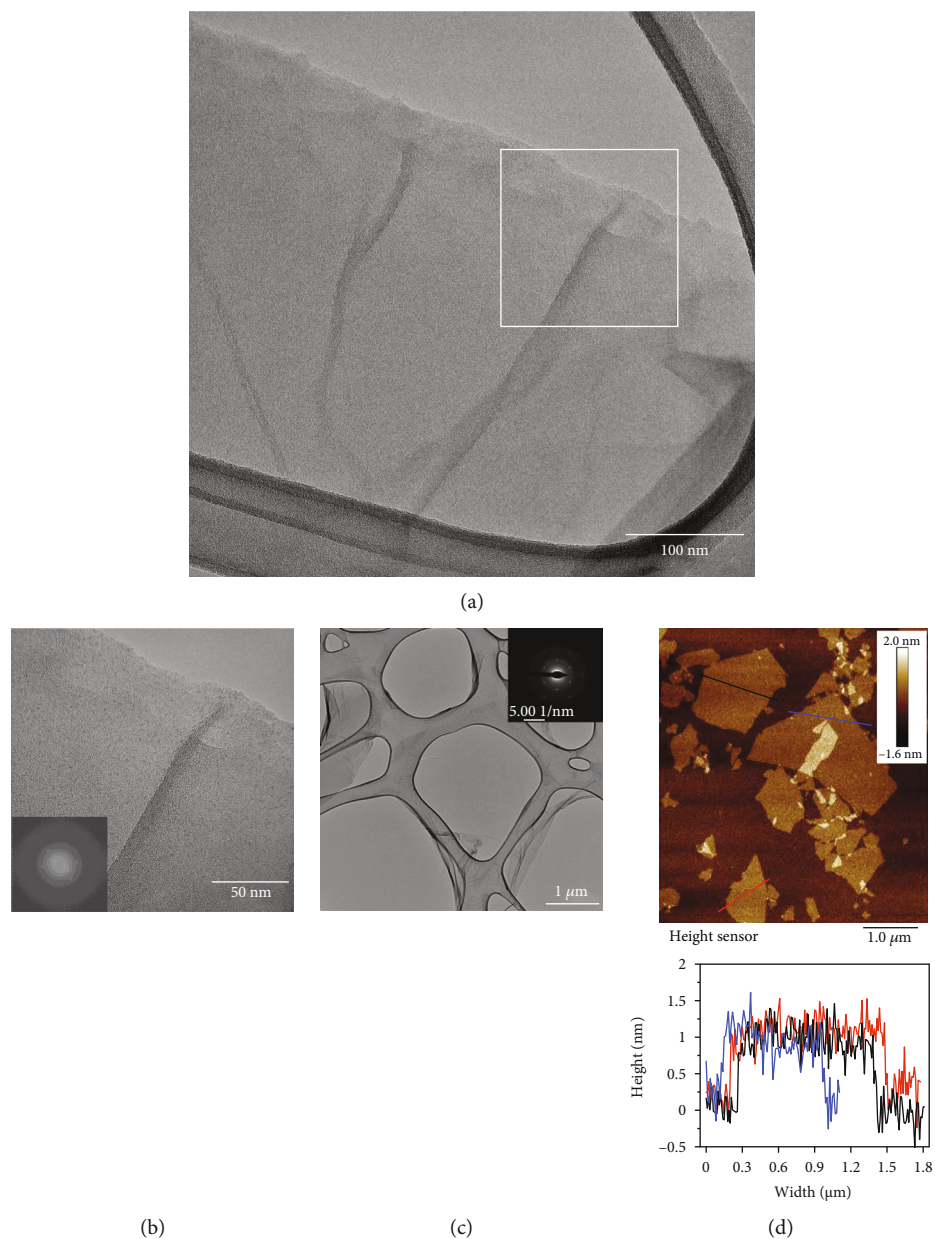 100 nm
(a)
50 nm
5.00 1/nm
1 μm
2.0 nm
−1.6 nm
Height sensor
1.0 μm
2
1.5
1
0.5
0
−0.5
Height (nm)
0
0.3
0.6
0.9
1.2
1.5
1.8
Width (μm)
(b)
(c)
(d)